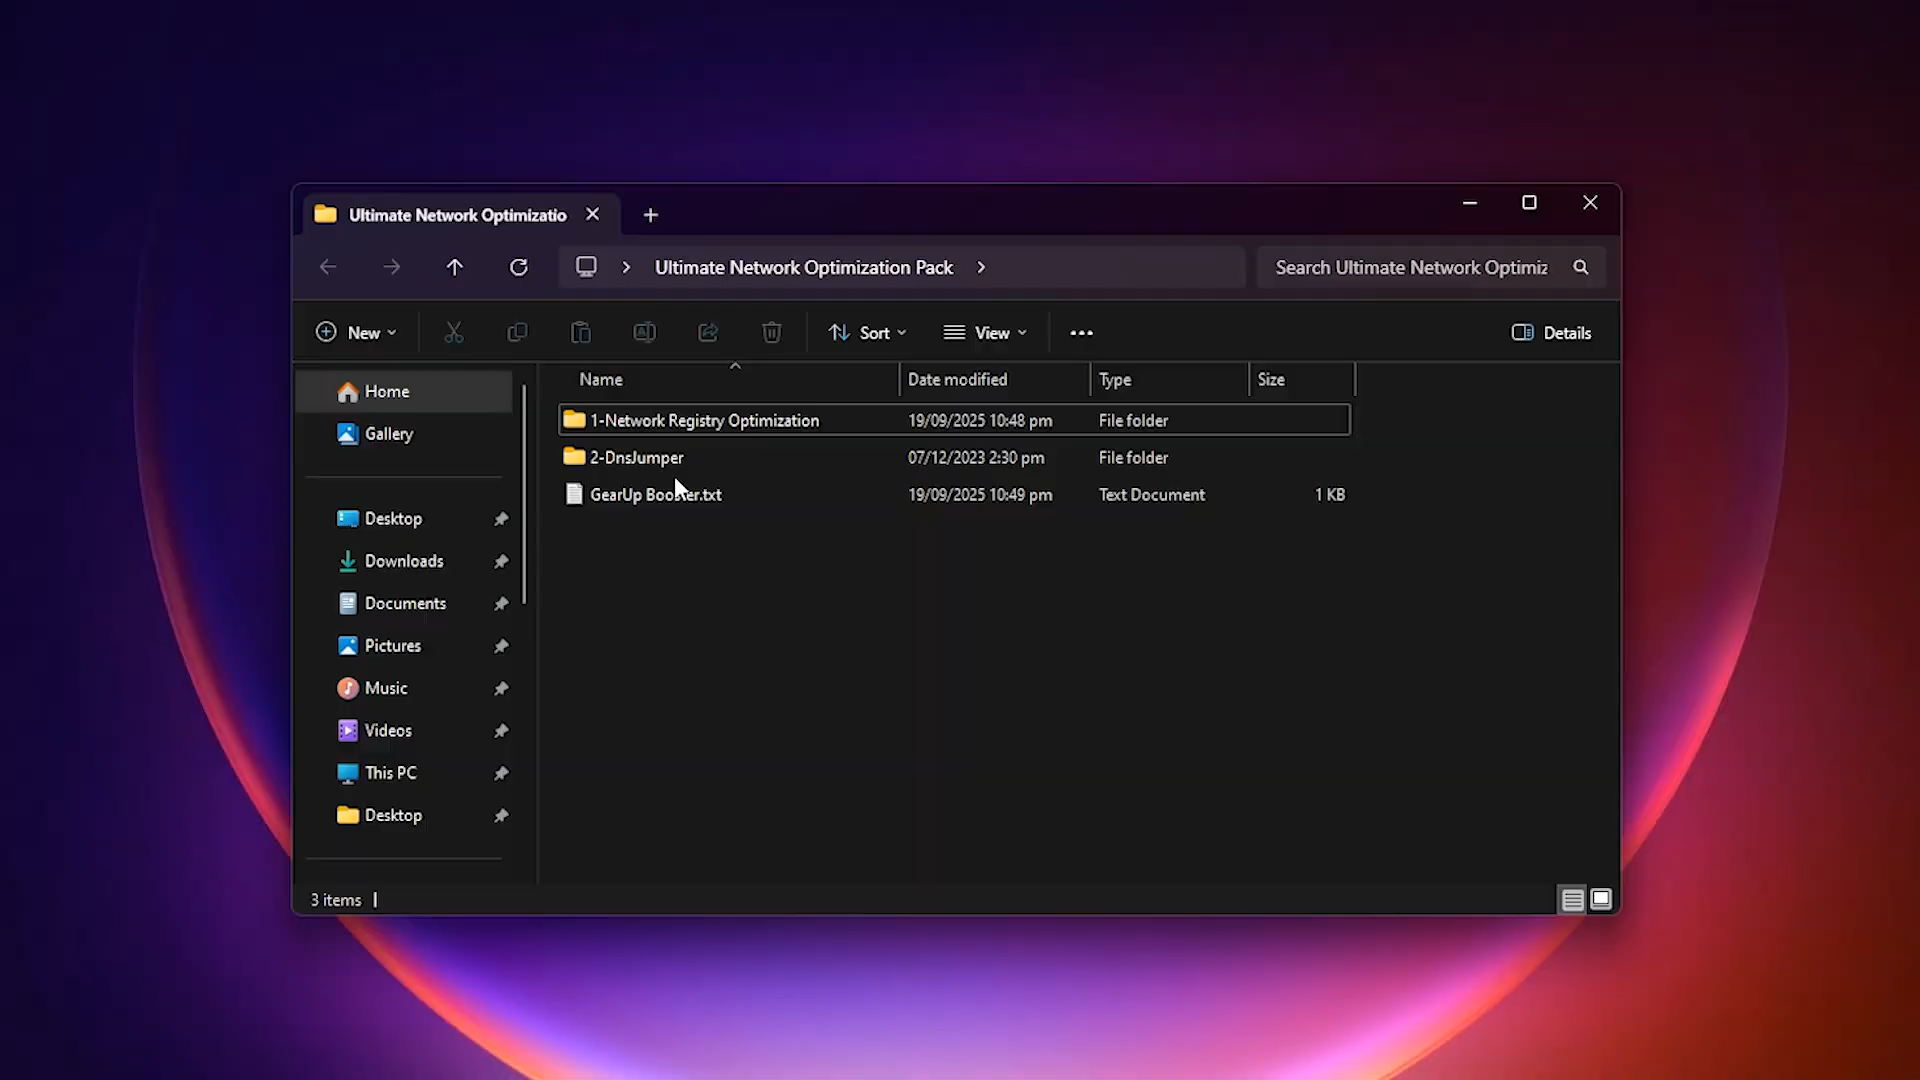 Ultimate Network Optimizatio
Ultimate Network Optimization Pack
Search Ultimate Network Optimiz
New
Sort
View
Details
Name
Date modified
Type
Size
Home
Gallery
Desktop
Downloads
Documents
Pictures
Music
Videos
This PC
Desktop
1-Network Registry Optimization 19/09/2025 10:48 pm File folder
2-DnsJumper 07/12/2023 2:30 pm File folder
GearUp Booster.txt 19/09/2025 10:49 pm Text Document 1 KB
3 items